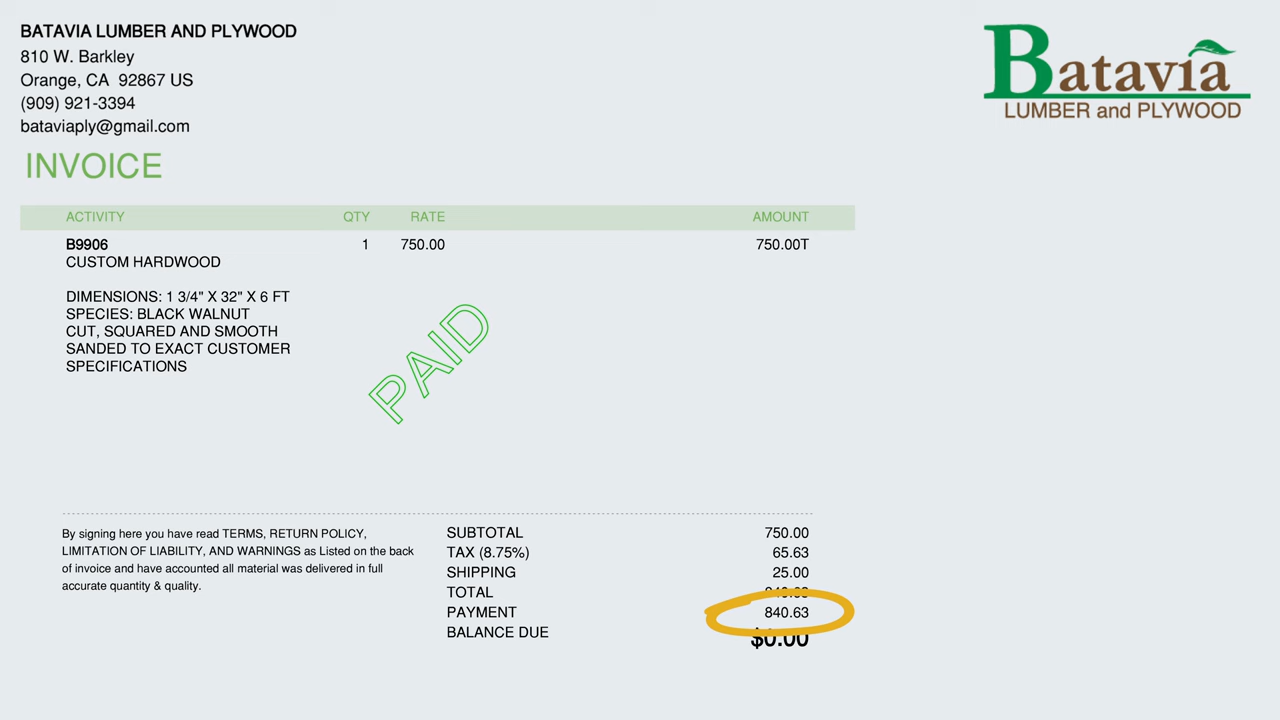 BATAVIA LUMBER AND PLYWOOD
810 W. Barkley
Orange, CA 92867 US
(909) 921-3394
bataviaply@gmail.com
Batavia
LUMBER and PLYWOOD
INVOICE
ACTIVITY QTY RATE AMOUNT
B9906 1 750.00 750.00T
CUSTOM HARDWOOD
DIMENSIONS: 1 3/4" X 32" X 6 FT
SPECIES: BLACK WALNUT
CUT, SQUARED AND SMOOTH
SANDED TO EXACT CUSTOMER
SPECIFICATIONS
PAID
By signing here you have read TERMS, RETURN POLICY,
LIMITATION OF LIABILITY, AND WARNINGS as Listed on the back
of invoice and have accounted all material was delivered in full
accurate quantity & quality.
SUBTOTAL 750.00
TAX (8.75%) 65.63
SHIPPING 25.00
TOTAL 840.63
PAYMENT 840.63
BALANCE DUE $0.00